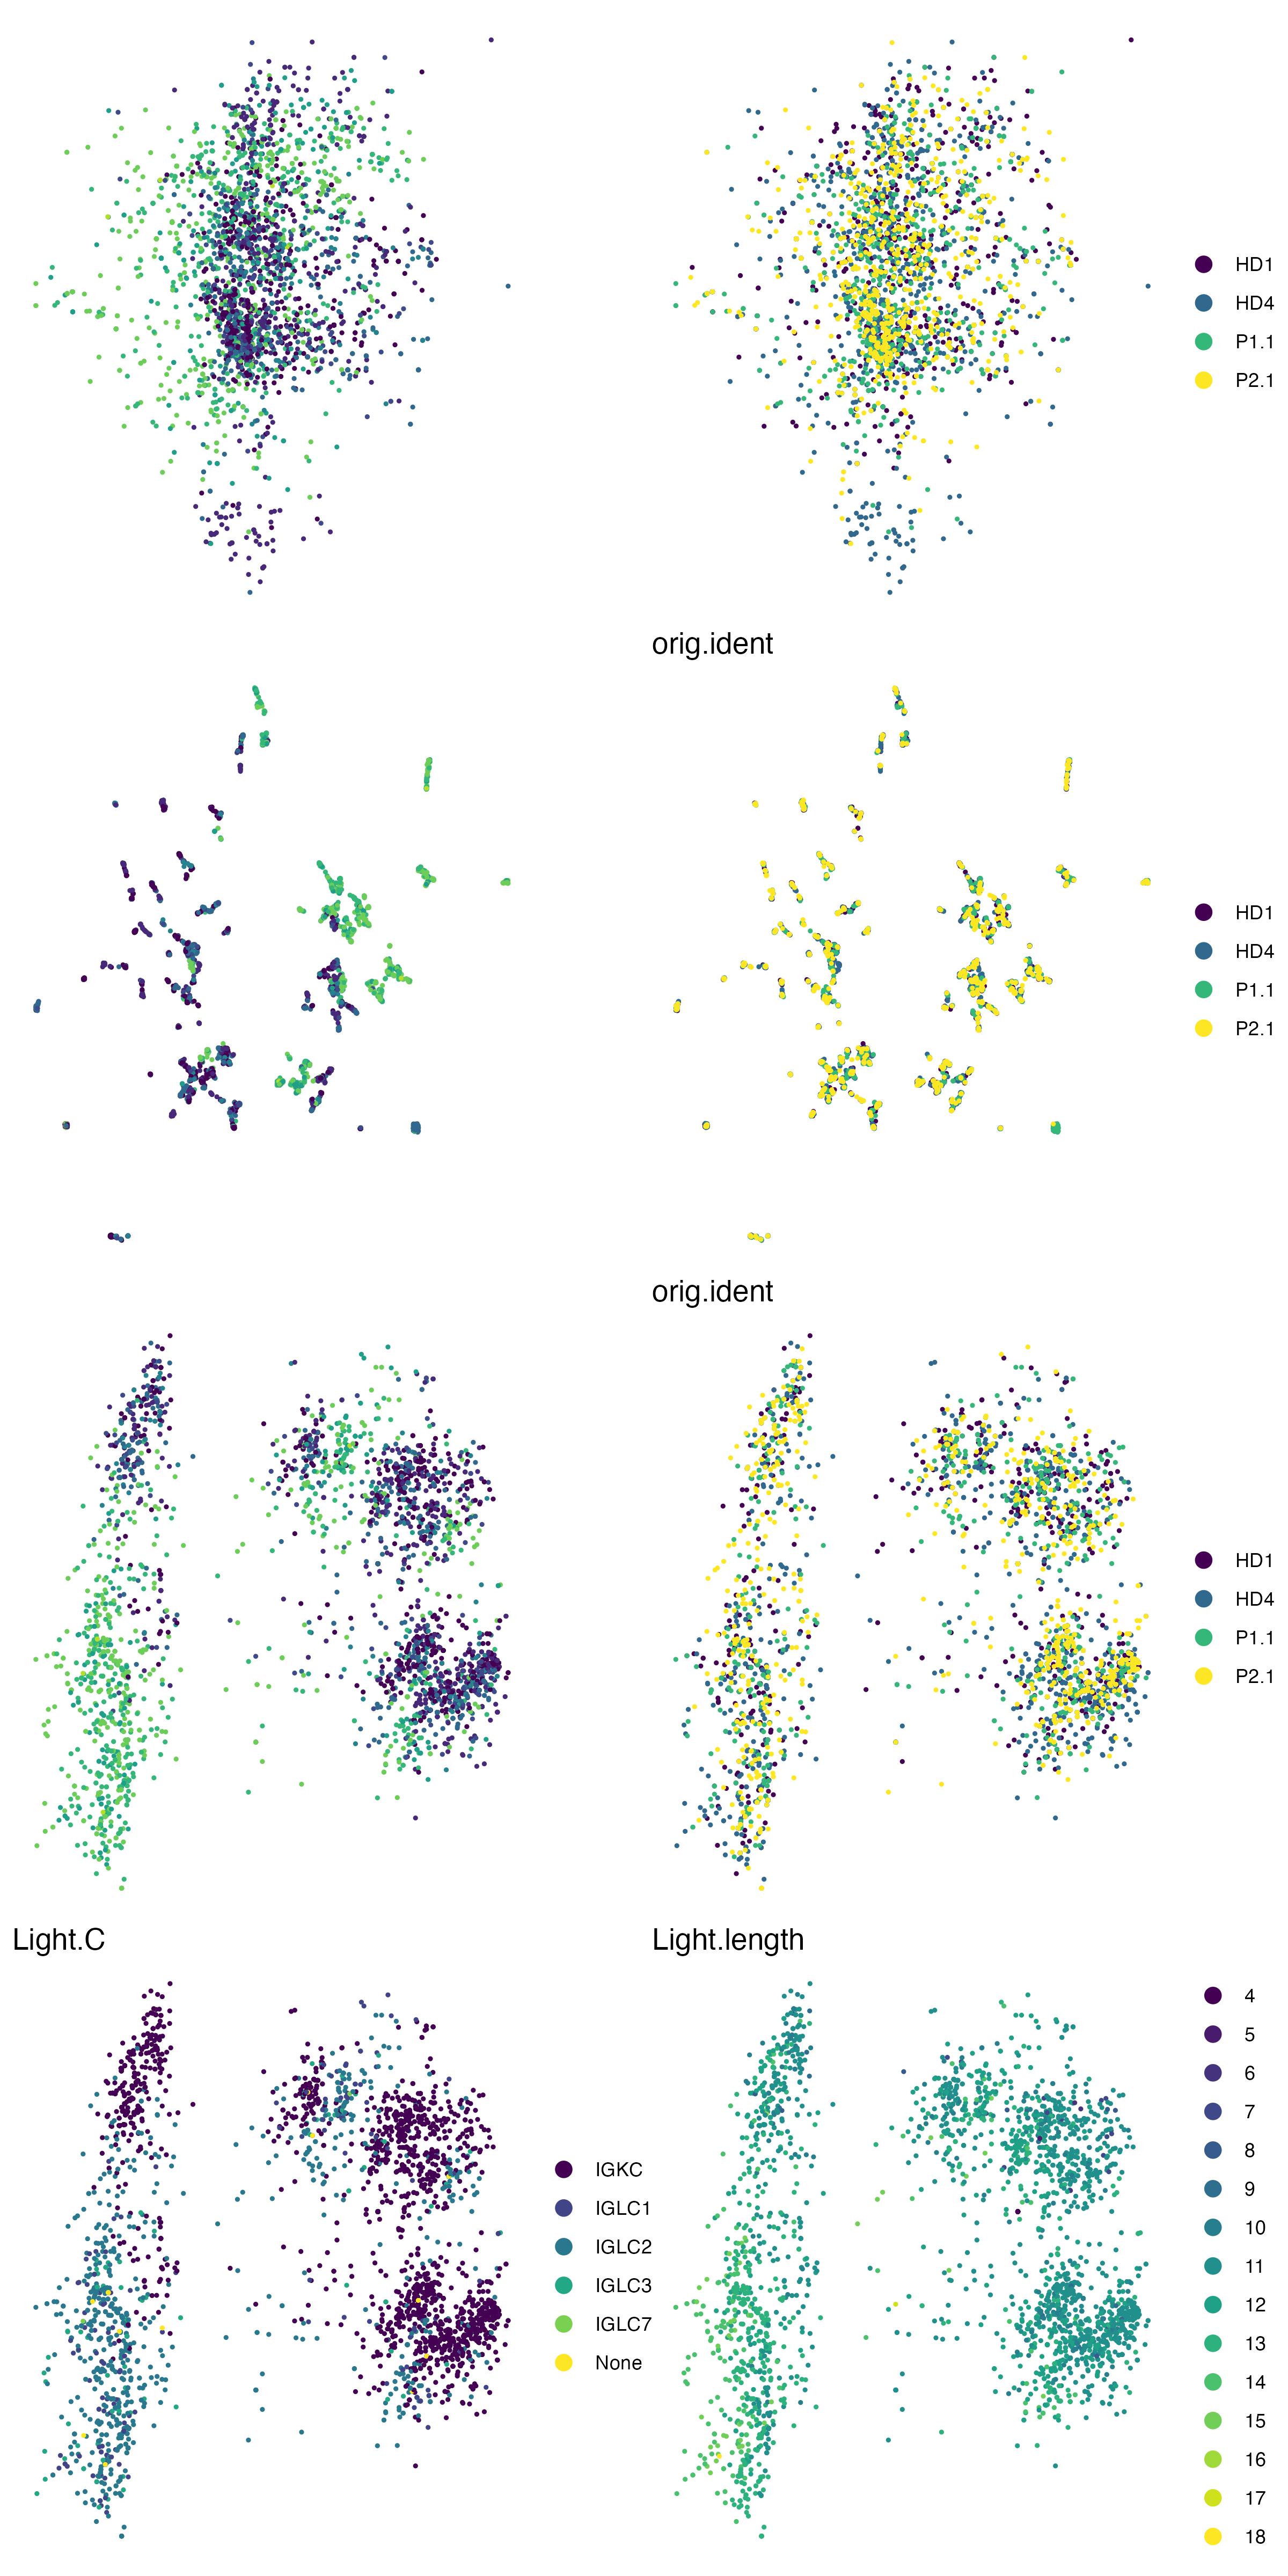 HD1
HD4
P1.1
P2.1
orig.ident
HD1
HD4
P1.1
P2.1
orig.ident
HD1
HD4
P1.1
P2.1
Light.C
IGKC
IGLC1
IGLC2
IGLC3
IGLC7
None
Light.length
4
5
6
7
8
9
10
11
12
13
14
15
16
17
18